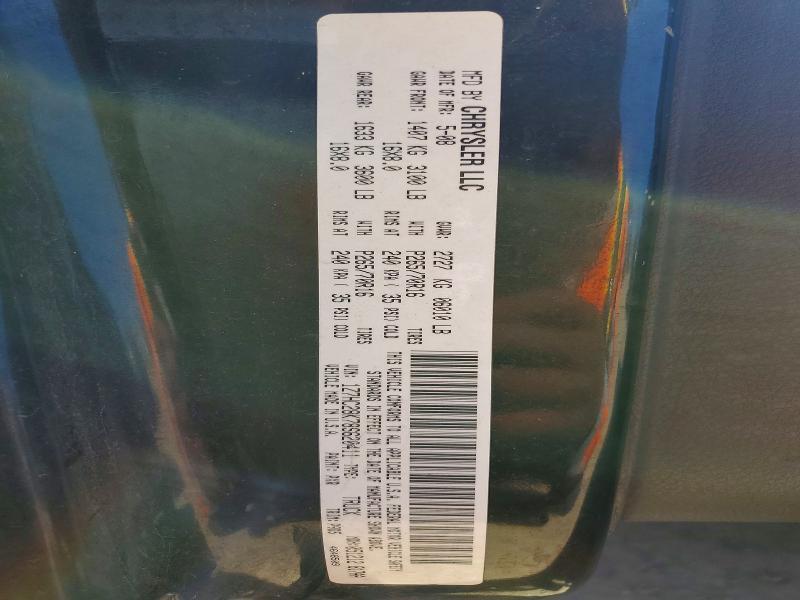 MFD BY CHRYSLER LLC
DATE OF MFR: 5-08 GVWR: 2727 KG 06010 LB
GAWR FRONT: 1407 KG 3100 LB WITH P265/70R16 TIRES
16X8.0 RIMS AT 240 KPA( 35 PSI) COLD
GAWR REAR: 1633 KG 3600 LB WITH P265/70R16 TIRES
16X8.0 RIMS AT 240 KPA( 35 PSI) COLD
THIS VEHICLE CONFORMS TO ALL APPLICABLE U.S.A. FEDERAL MOTOR VEHICLE SAFETY
STANDARDS IN EFFECT ON THE DATE OF MANUFACTURE SHOWN ABOVE.
VIN: TYPE: TRUCK
VEHICLE MADE IN U.S.A. PAINT: TRIM: